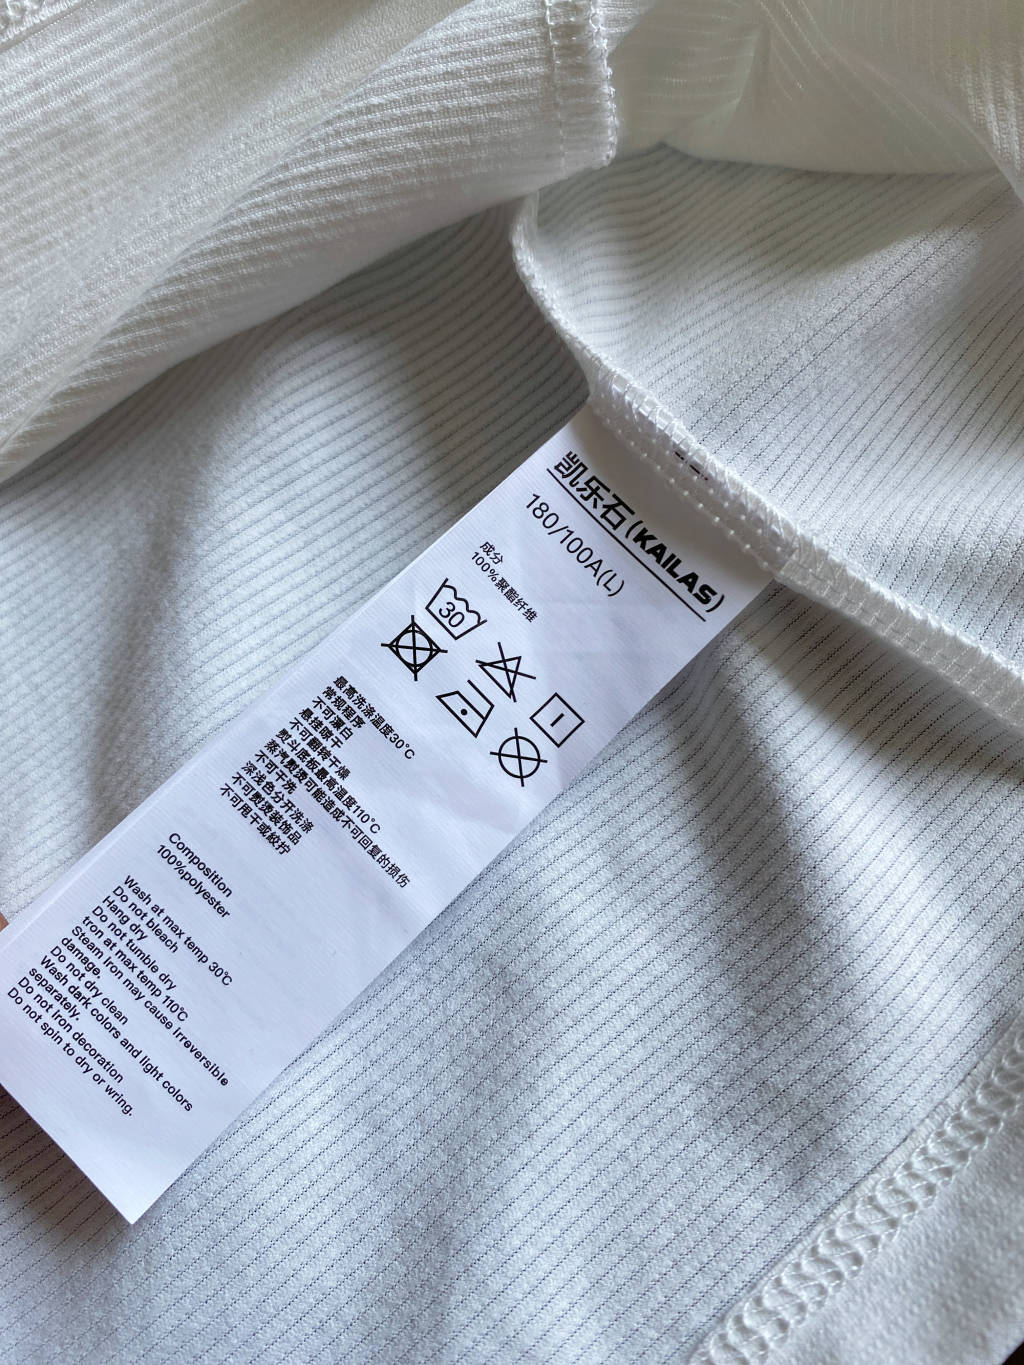 凯乐石(KAILAS)
180/100A(L)
成分
100%聚酯纤维
30
最高洗涤温度30℃
常规程序
不可漂白
悬挂晾干
不可翻转干燥
熨斗底板最高温度110℃
蒸汽熨烫可能造成不可回复的损伤
不可干洗
深浅色分开洗涤
不可熨烫装饰品
不可甩干或絞拧
Composition
100%polyester
Wash at max temp 30℃
Do not bleach
Hang dry
Do not tumble dry
Iron at max temp 110℃
Steam Iron may cause Irreversible
damage.
Do not dry clean
Wash dark colors and light colors
separately.
Do not Iron decoration
Do not spin to dry or wring.